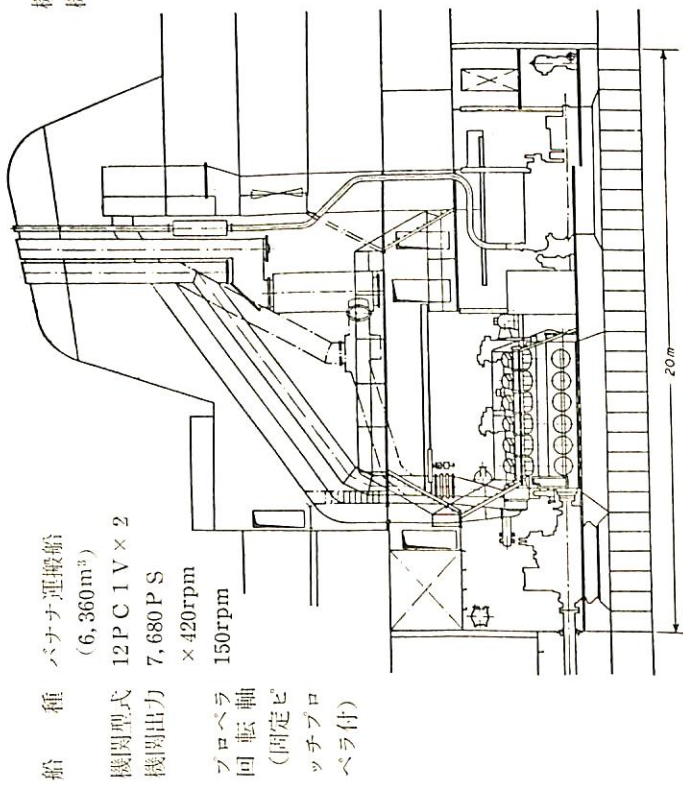 船　種　バナナ運搬船
(6,360m³)
機関型式　12PC1V×2
機関出力　7,680PS
×420rpm
プロペラ　150rpm
回転軸
(固定ピ
ッチプロ
ペラ付)
20m